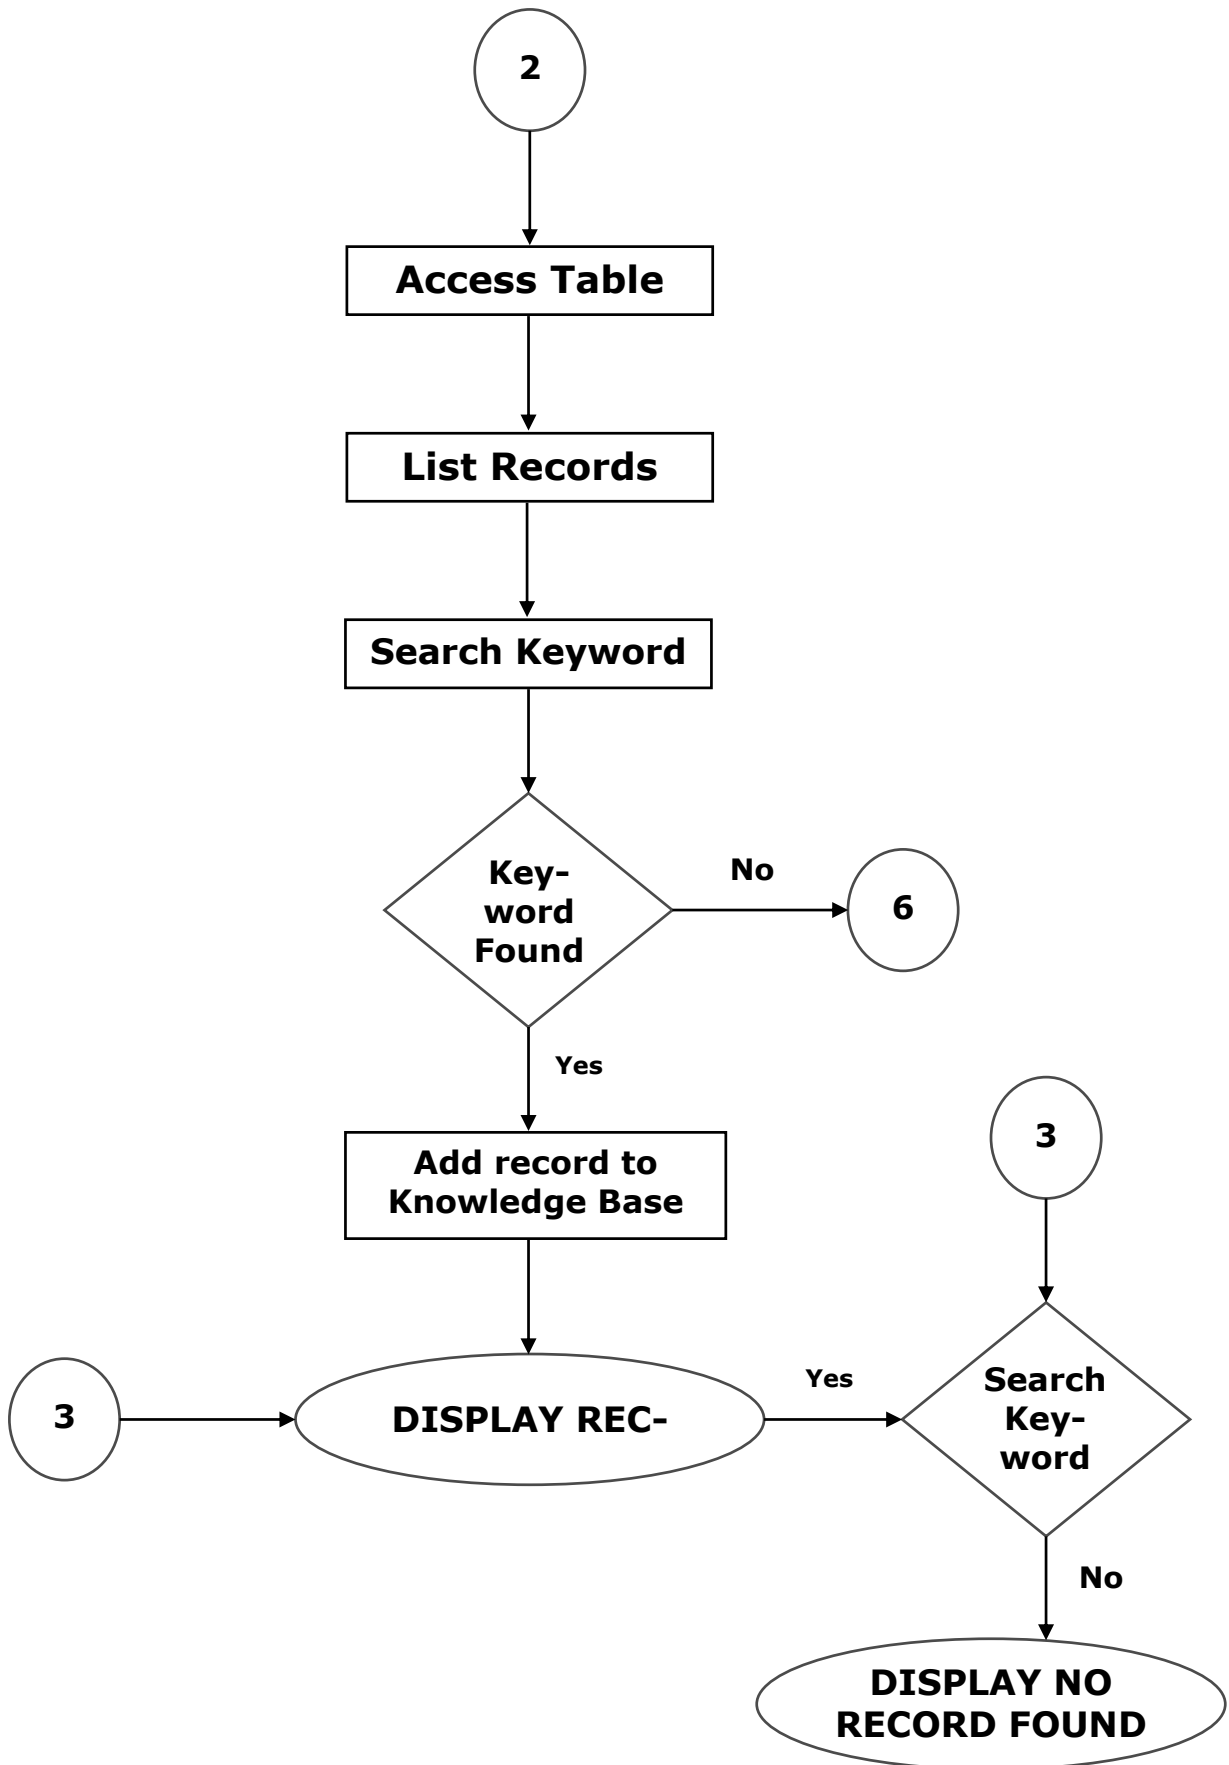 2
Access Table
List Records
Search Keyword
Key-
word
Found
No
6
Yes
Add record to
Knowledge Base
3
3
DISPLAY REC-
Yes
Search
Key-
word
No
DISPLAY NO
RECORD FOUND